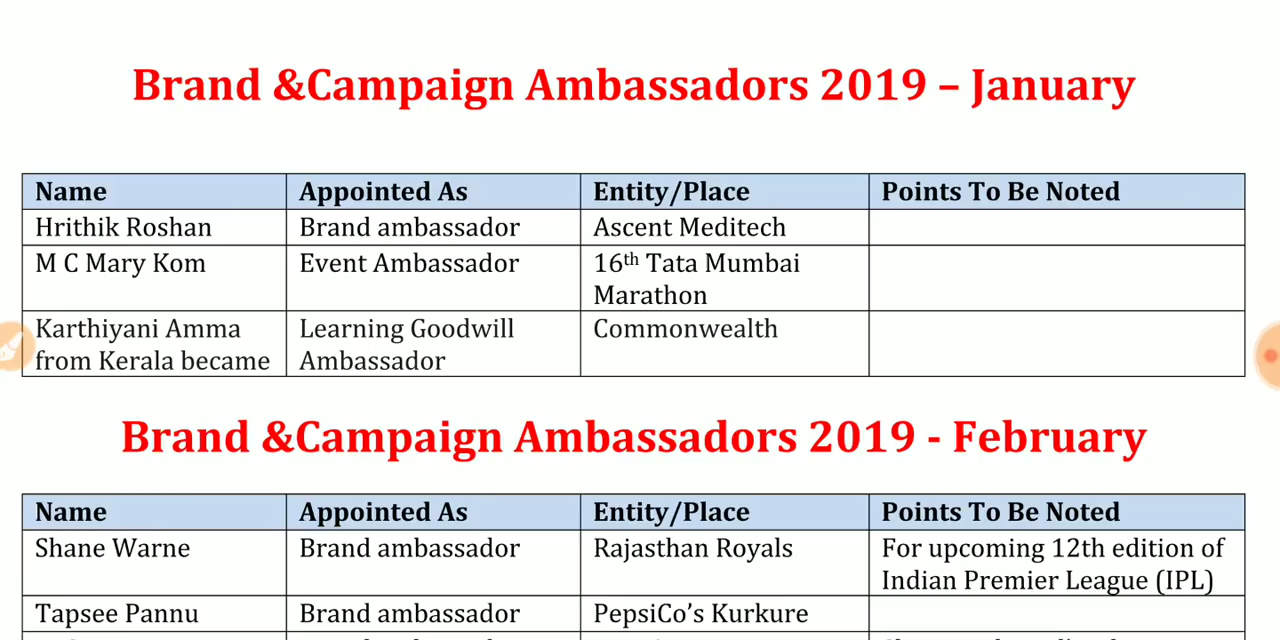 Brand &Campaign Ambassadors 2019 – January
Name Appointed As Entity/Place Points To Be Noted
Hrithik Roshan Brand ambassador Ascent Meditech
M C Mary Kom Event Ambassador 16th Tata Mumbai
Marathon
Karthiyani Amma Learning Goodwill Commonwealth
from Kerala became Ambassador
Brand &Campaign Ambassadors 2019 - February
Name Appointed As Entity/Place Points To Be Noted
Shane Warne Brand ambassador Rajasthan Royals For upcoming 12th edition of
Indian Premier League (IPL)
Tapsee Pannu Brand ambassador PepsiCo’s Kurkure